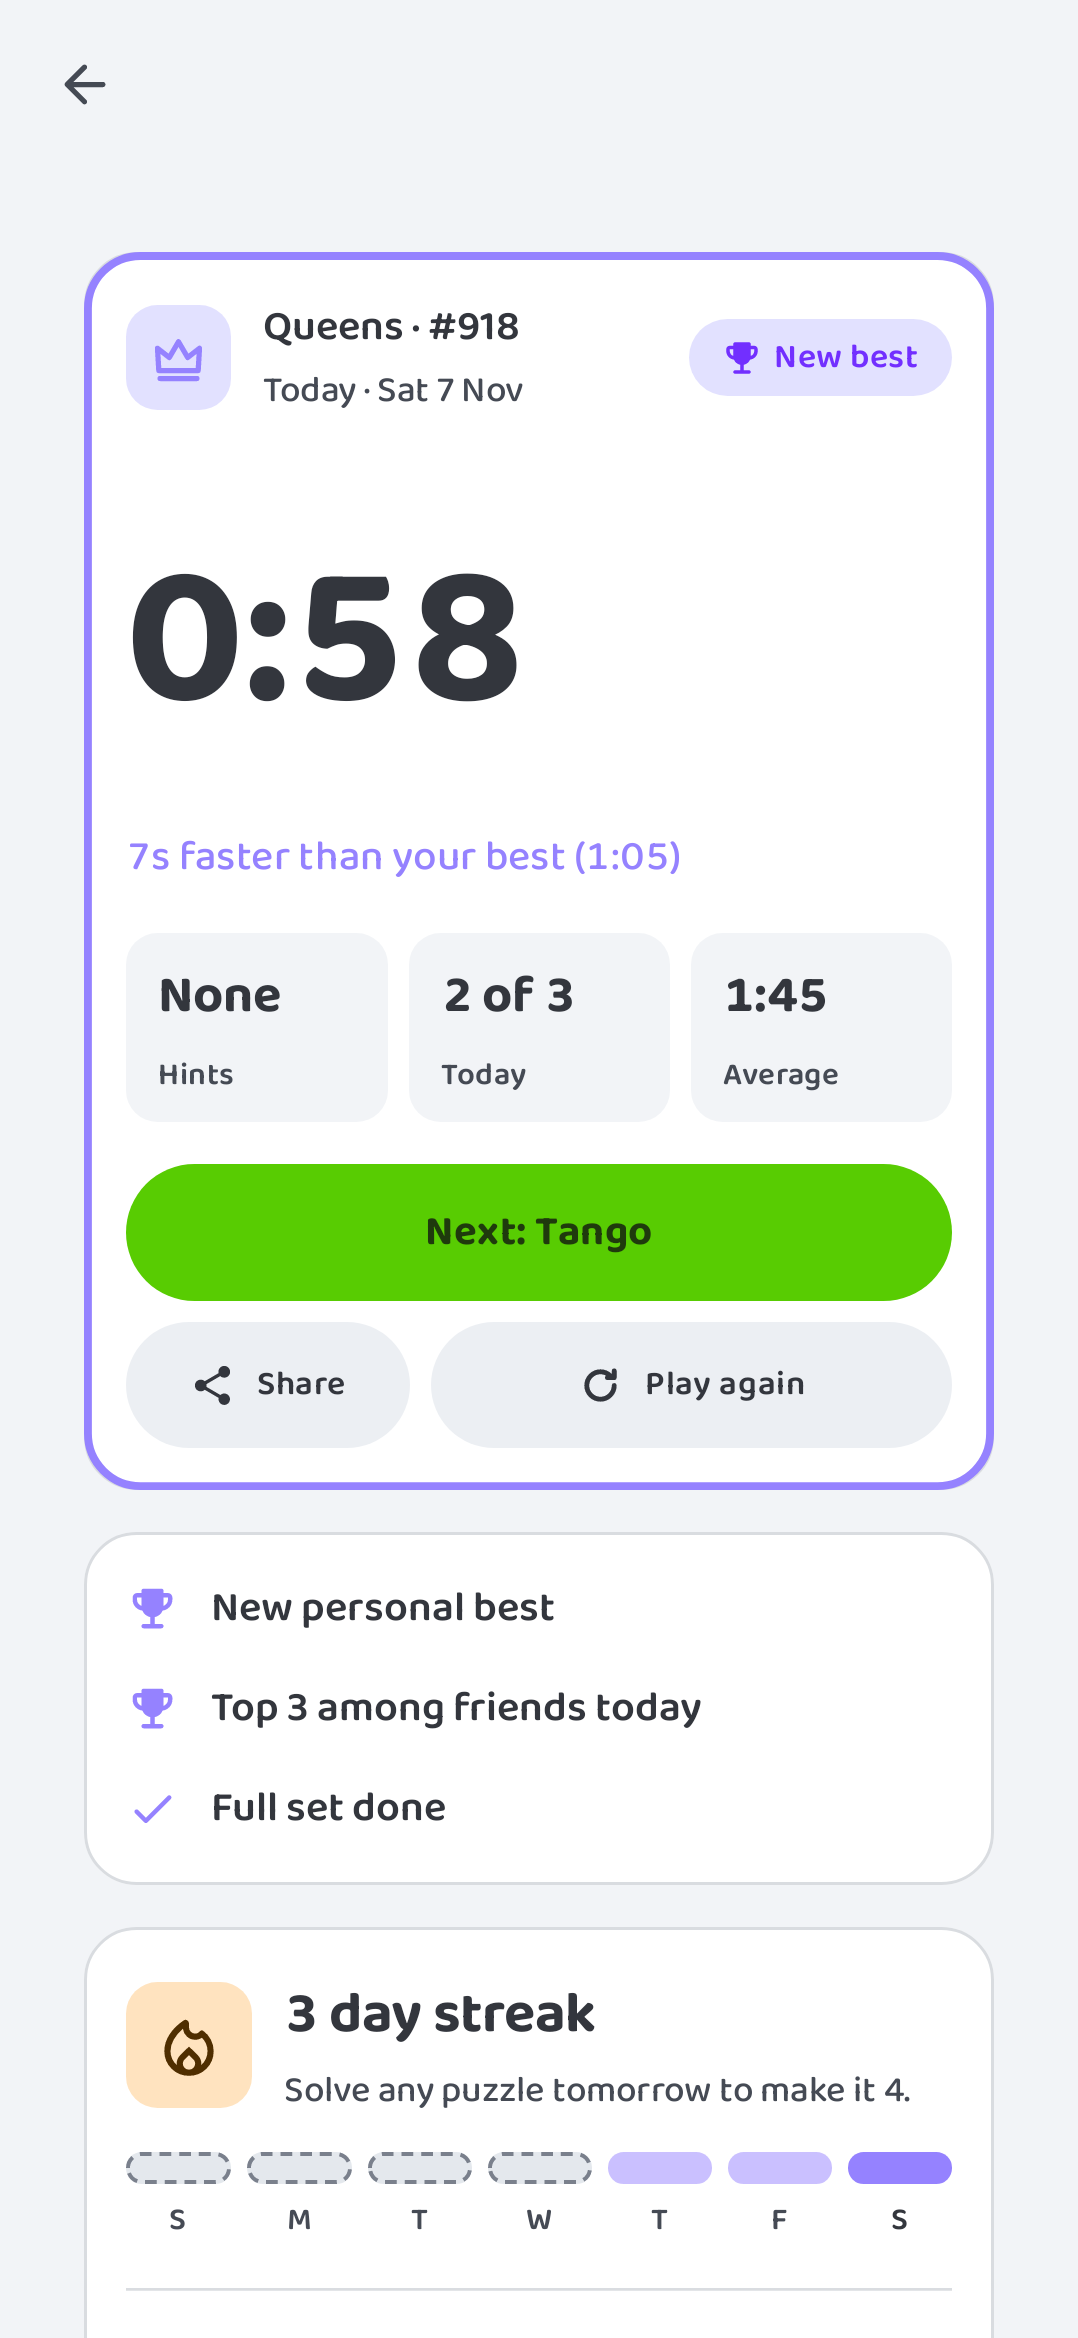 Queens · #918
Today · Sat 7 Nov
New best
0:58
7s faster than your best (1:05)
None
Hints
2 of 3
Today
1:45
Average
Next: Tango
Share
Play again
New personal best
Top 3 among friends today
Full set done
3 day streak
Solve any puzzle tomorrow to make it 4.
S M T W T F S